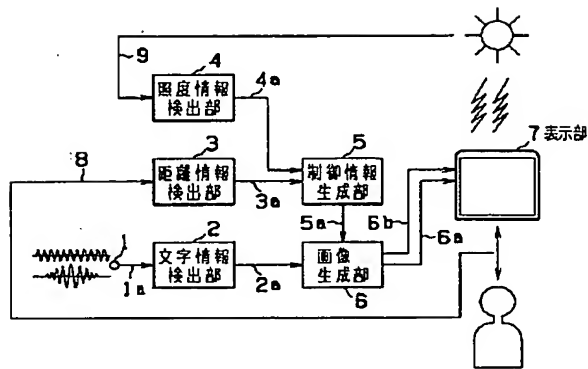 9
4
照度情報
検出部
4a
7 表示部
8
3
距離情報
検出部
3a
5
制御情報
生成部
5a
6b
6a
1
1a
2
文字情報
検出部
2a
画像
生成部
6